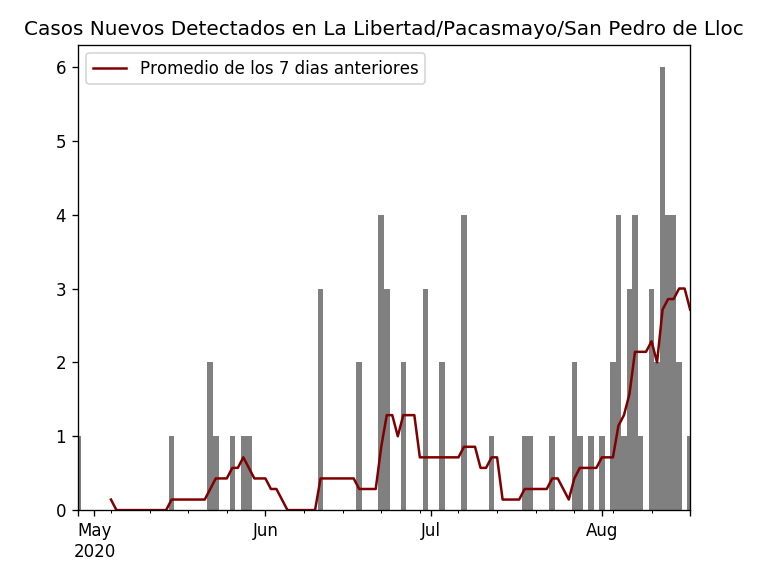 Casos Nuevos Detectados en La Libertad/Pacasmayo/San Pedro de Lloc
Promedio de los 7 dias anteriores
6
5
4
3
2
1
0
May Jun Jul Aug
2020